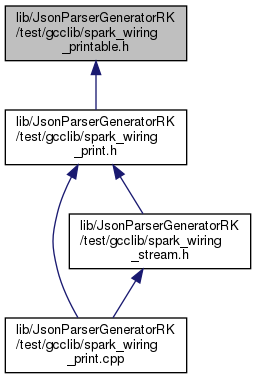 lib/JsonParserGeneratorRK
/test/gcclib/spark_wiring
_printable.h
lib/JsonParserGeneratorRK
/test/gcclib/spark_wiring
_print.h
lib/JsonParserGeneratorRK
/test/gcclib/spark_wiring
_stream.h
lib/JsonParserGeneratorRK
/test/gcclib/spark_wiring
_print.cpp